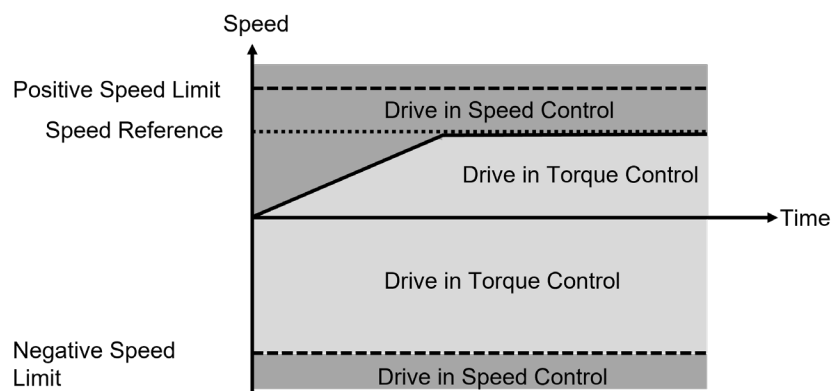 Speed
Positive Speed Limit
Drive in Speed Control
Speed Reference
Drive in Torque Control
Time
Drive in Torque Control
Negative Speed
Limit
Drive in Speed Control